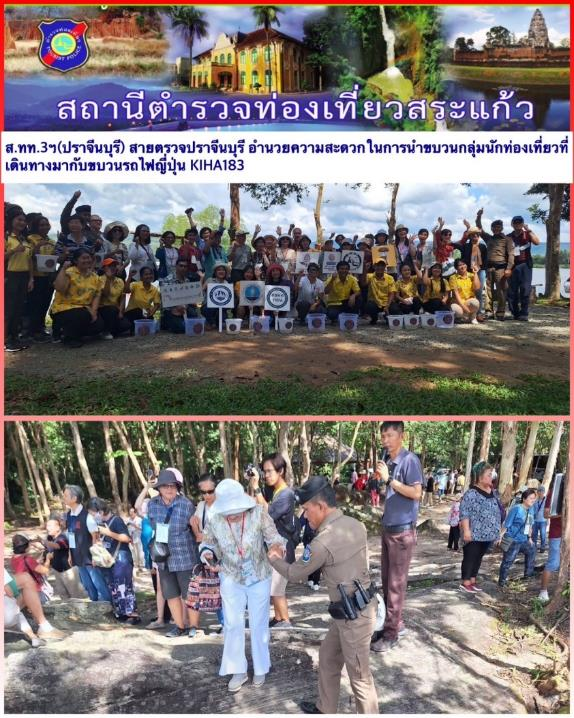 สถานีตำรวจท่องเที่ยวสระแก้ว
ส.ทท.3ฯ(ปราจีนบุรี) สายตรวจปราจีนบุรี อำนวยความสะดวกในการนำขบวนกลุ่มนักท่องเที่ยวที่
เดินทางมากับขบวนรถไฟญี่ปุ่น KIHA183